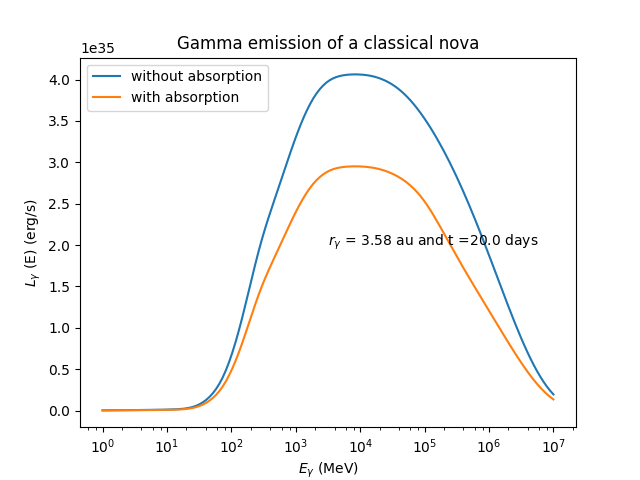 Gamma emission of a classical nova
1e35
without absorption
with absorption
4.0
3.5
3.0
2.5
2.0
1.5
1.0
0.5
0.0
L_γ (E) (erg/s)
r_γ = 3.58 au and t =20.0 days
10^0 10^1 10^2 10^3 10^4 10^5 10^6 10^7
E_γ (MeV)